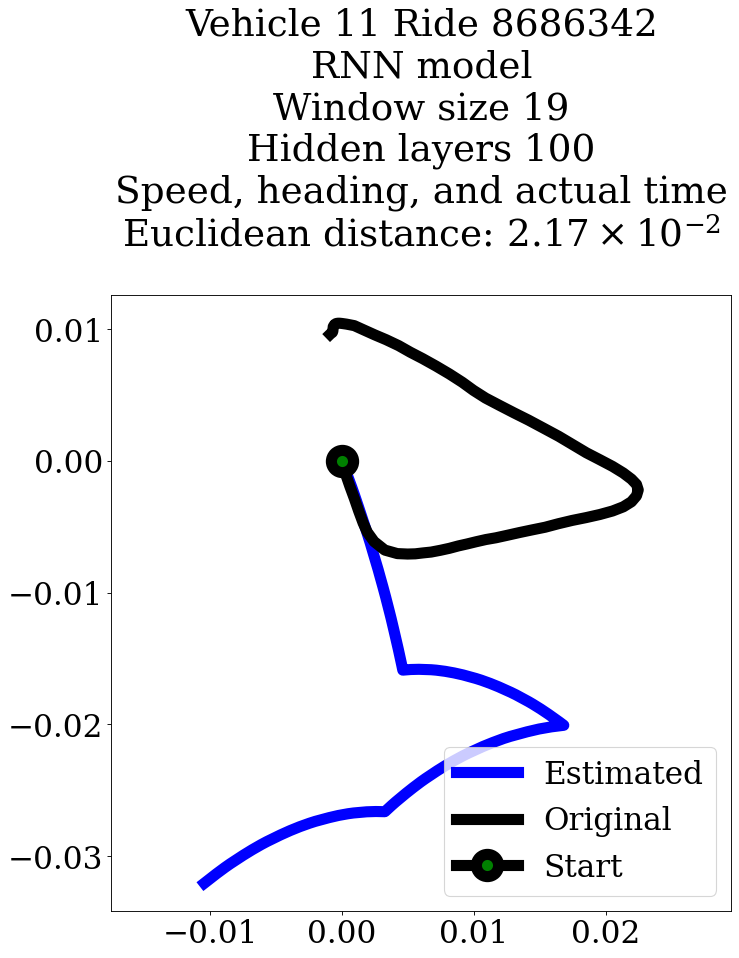 Vehicle 11 Ride 8686342
RNN model
Window size 19
Hidden layers 100
Speed, heading, and actual time
Euclidean distance: 2.17 × 10⁻²
0.01
0.00
−0.01
−0.02
−0.03
Estimated
Original
Start
−0.01 0.00 0.01 0.02